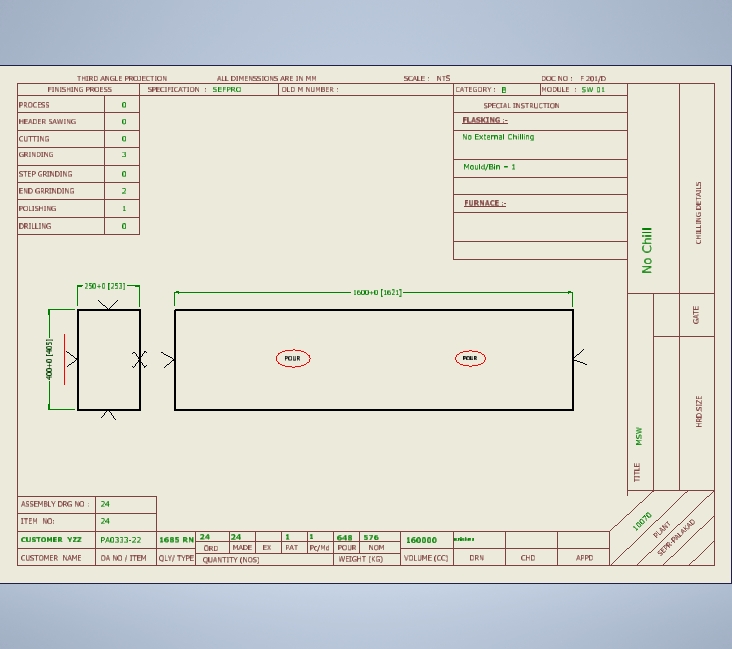 THIRD ANGLE PROJECTION ALL DIMENSSIONS ARE IN MM SCALE : NTS DOC NO : F 201/D
FINISHING PROESS SPECIFICATION : SEFPRO OLD M NUMBER : CATEGORY : B MODULE : SW 01
PROCESS 0
HEADER SAWING 0
CUTTING 0
GRINDING 3
STEP GRINDING 0
END GRRINDING 2
POLISHING 1
DRILLING 0
SPECIAL INSTRUCTION
FLASKING :-
No External Chilling
Mould/Bin = 1
FURNACE :-
No Chill
CHILLING DETAILS
GATE
HRD.SIZE
TITLE MSW
250+0 [253]
1600+0 [1621]
400+0 [405]
POUR POUR
ASSEMBLY DRG NO : 24
ITEM NO: 24
CUSTOMER YZZ PA0333-22 1685 RN 24 24 1 1 648 576 160000
ORD MADE EX PAT Pc/Md POUR NOM
CUSTOMER NAME OA NO / ITEM QLY/ TYPE QUANTITY (NOS) WEIGHT (KG) VOLUME (CC) DRN CHD APPD
10070
PLANT
SEPR-PALAKAD